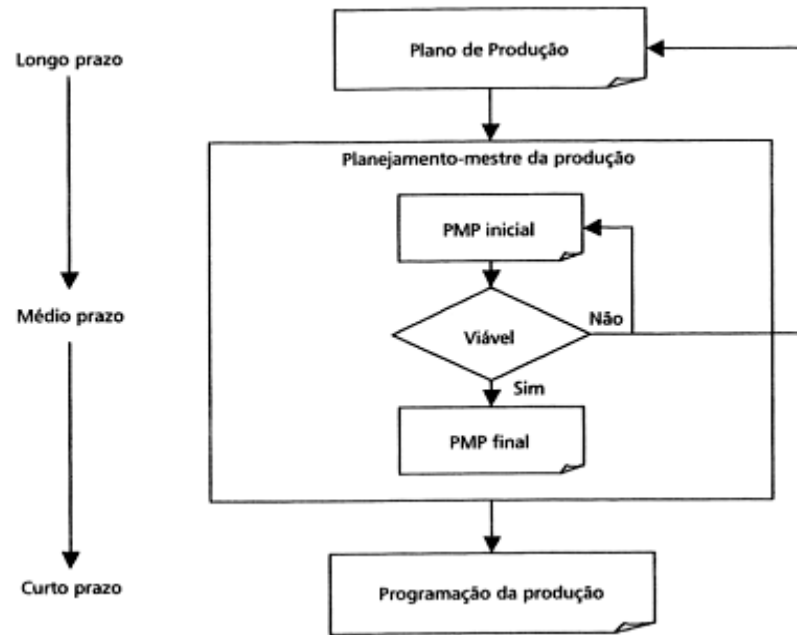 Plano de Produção
Longo prazo
Planejamento-mestre da produção
PMP inicial
Médio prazo
Não
Viável
Sim
PMP final
Curto prazo
Programação da produção